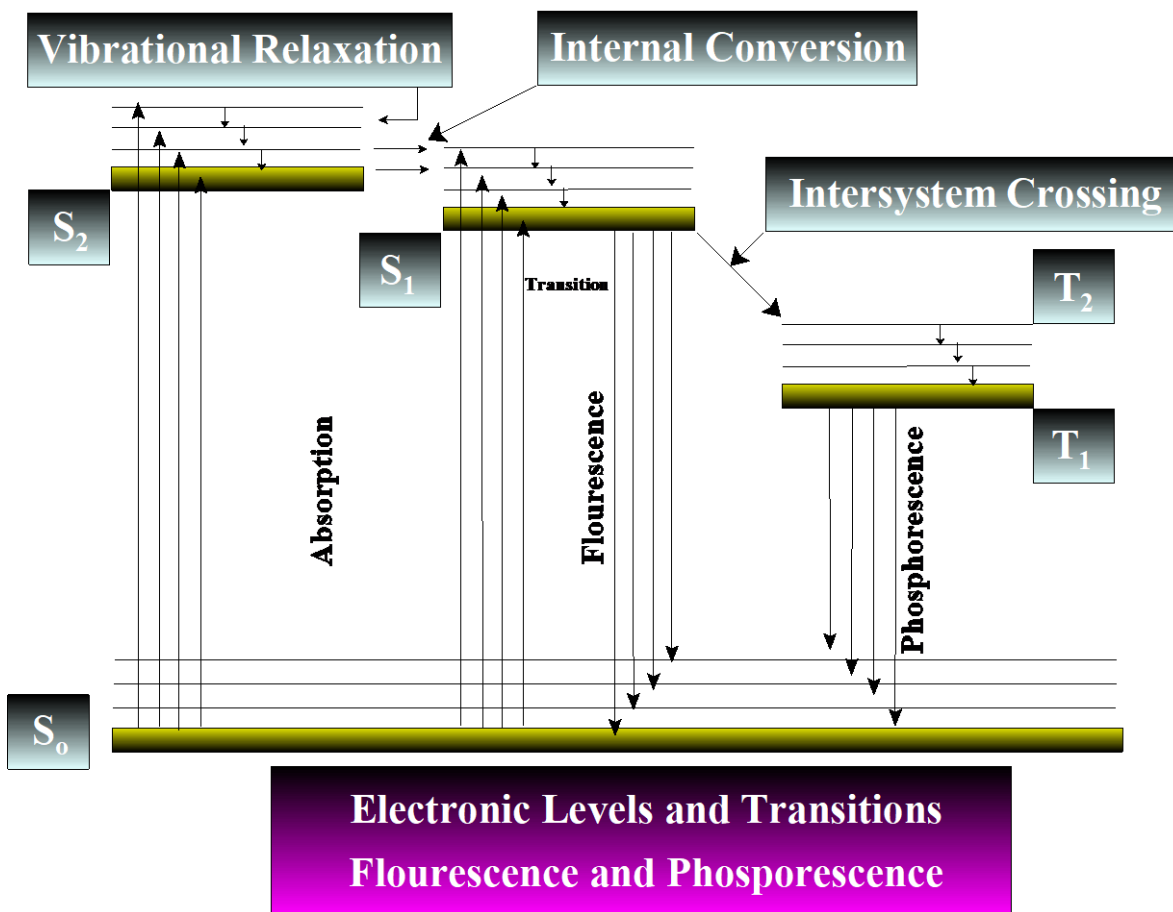 Vibrational Relaxation
Internal Conversion
Intersystem Crossing
S2
S1
Transition
T2
T1
Absorption
Flourescence
Phosphorescence
So
Electronic Levels and Transitions
Flourescence and Phosporescence